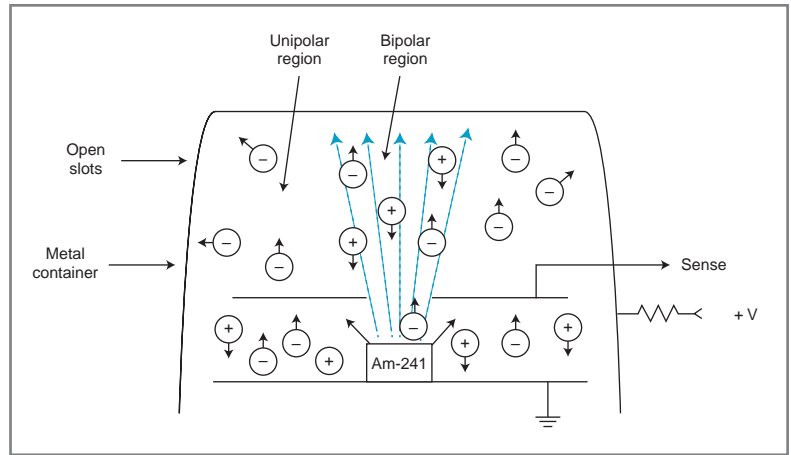 Unipolar
region
Bipolar
region
Open
slots
Metal
container
Sense
+ V
Am-241
−
−
+
−
−
+
−
−
+
−
−
−
−
+
−
−
+
+
−
+
−